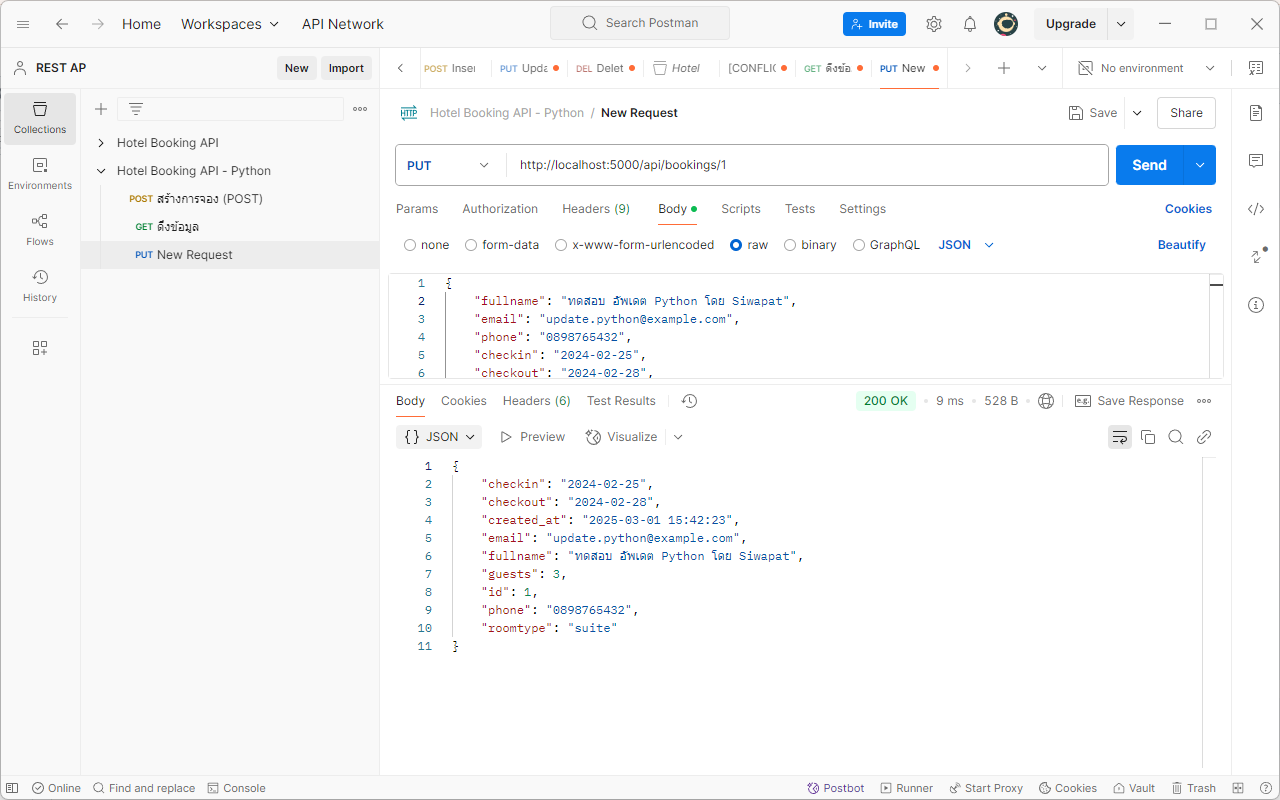 Home Workspaces API Network Search Postman Invite Upgrade
REST AP New Import POST Inser PUT Upda DEL Delet Hotel [CONFLIC GET ดึงข้อ PUT New No environment
Collections
Environments
Flows
History
Hotel Booking API
Hotel Booking API - Python
POST สร้างการจอง (POST)
GET ดึงข้อมูล
PUT New Request
HTTP Hotel Booking API - Python / New Request Save Share
PUT http://localhost:5000/api/bookings/1 Send
Params Authorization Headers (9) Body Scripts Tests Settings Cookies
none form-data x-www-form-urlencoded raw binary GraphQL JSON Beautify
1 {
2 "fullname": "ทดสอบ อัพเดต Python โดย Siwapat",
3 "email": "update.python@example.com",
4 "phone": "0898765432",
5 "checkin": "2024-02-25",
6 "checkout": "2024-02-28",
Body Cookies Headers (6) Test Results 200 OK 9 ms 528 B e.g. Save Response
{} JSON Preview Visualize
1 {
2 "checkin": "2024-02-25",
3 "checkout": "2024-02-28",
4 "created_at": "2025-03-01 15:42:23",
5 "email": "update.python@example.com",
6 "fullname": "ทดสอบ อัพเดต Python โดย Siwapat",
7 "guests": 3,
8 "id": 1,
9 "phone": "0898765432",
10 "roomtype": "suite"
11 }
Online Find and replace Console Postbot Runner Start Proxy Cookies Vault Trash